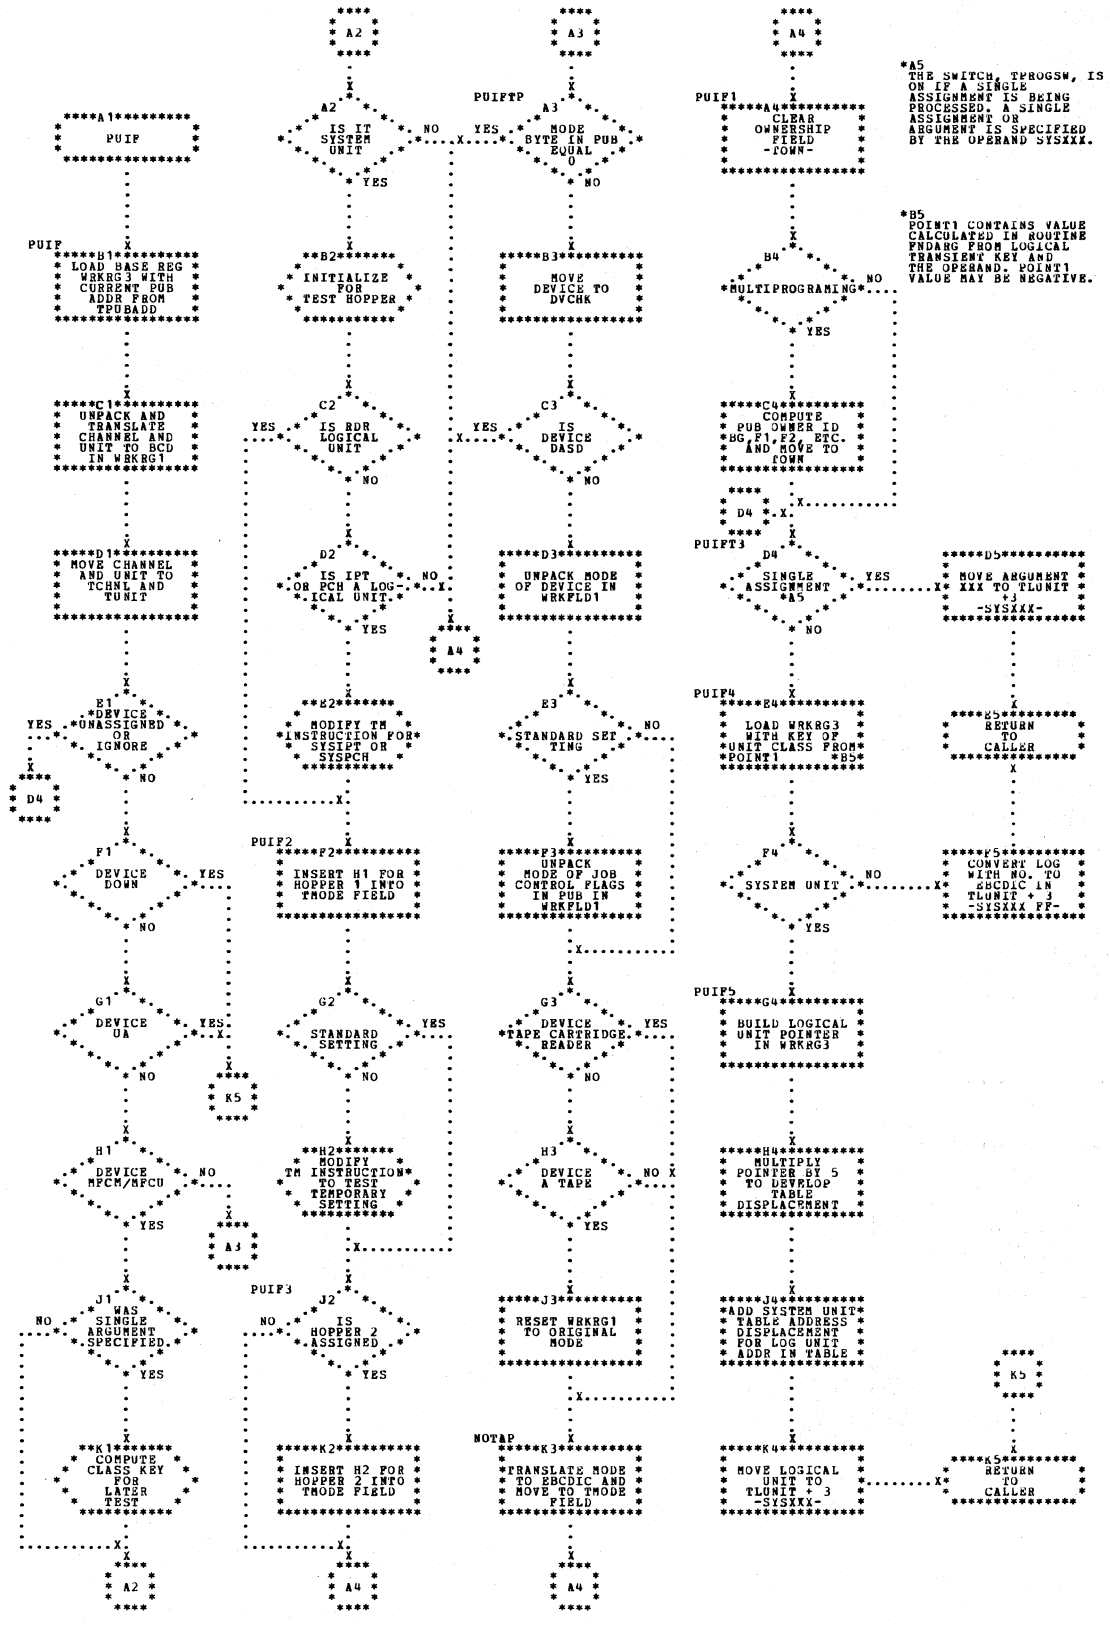 A2
A3
A4
*A5
THE SWITCH, TPROGSW, IS
ON IF A SINGLE
ASSIGNMENT IS BEING
PROCESSED. A SINGLE
ASSIGNMENT OR
ARGUMENT IS SPECIFIED
BY THE OPERAND SYSXXX.
*B5
POINT1 CONTAINS VALUE
CALCULATED IN ROUTINE
FNDARG FROM LOGICAL
TRANSIENT KEY AND
THE OPERAND. POINT1
VALUE MAY BE NEGATIVE.
A1
PUIF
PUIF
B1
LOAD BASE REG
WRKRG3 WITH
CURRENT PUB
ADDR FROM
TPUBADD
C1
UNPACK AND
TRANSLATE
CHANNEL AND
UNIT TO BCD
IN WRKRG1
D1
MOVE CHANNEL
AND UNIT TO
TCHNL AND
TUNIT
E1
DEVICE
UNASSIGNED
OR
IGNORE
YES
NO
D4
F1
DEVICE
DOWN
YES
NO
G1
DEVICE
UA
YES
NO
K5
H1
DEVICE
MFCM/MFCU
NO
YES
A3
J1
WAS
SINGLE
ARGUMENT
SPECIFIED
NO
YES
K1
COMPUTE
CLASS KEY
FOR
LATER
TEST
A2
A2
IS IT
SYSTEM
UNIT
NO
YES
B2
INITIALIZE
FOR
TEST HOPPER
C2
IS RDR
LOGICAL
UNIT
YES
NO
D2
IS IPT
OR PCH A LOG-
ICAL UNIT
NO
YES
A4
E2
MODIFY TM
INSTRUCTION FOR
SYSIPT OR
SYSPCH
PUIF2
F2
INSERT H1 FOR
HOPPER 1 INTO
TMODE FIELD
G2
STANDARD
SETTING
YES
NO
H2
MODIFY
TM INSTRUCTION
TO TEST
TEMPORARY
SETTING
PUIF3
J2
IS
HOPPER 2
ASSIGNED
NO
YES
K2
INSERT H2 FOR
HOPPER 2 INTO
TMODE FIELD
A4
PUIFTP
A3
MODE
BYTE IN PUB
EQUAL
0
YES
NO
B3
MOVE
DEVICE TO
DVCHK
C3
IS
DEVICE
DASD
YES
NO
D3
UNPACK MODE
OF DEVICE IN
WRKFLD1
E3
STANDARD SET
TING
NO
YES
F3
UNPACK
MODE OF JOB
CONTROL FLAGS
IN PUB IN
WRKFLD1
G3
DEVICE
TAPE CARTRIDGE
READER
YES
NO
H3
DEVICE
A TAPE
NO
YES
J3
RESET WRKRG1
TO ORIGINAL
MODE
NOTAP
K3
TRANSLATE MODE
TO EBCDIC AND
MOVE TO TMODE
FIELD
A4
PUIF1
A4
CLEAR
OWNERSHIP
FIELD
-TOWN-
B4
MULTIPROGRAMING
NO
YES
C4
COMPUTE
PUB OWNER ID
BG,F1,F2, ETC.
AND MOVE TO
TOWN
D4
PUIFT3
D4
SINGLE
ASSIGNMENT
*A5
YES
NO
D5
MOVE ARGUMENT
XXX TO TLUNIT
+3
-SYSXXX-
PUIF4
E4
LOAD WRKRG3
WITH KEY OF
UNIT CLASS FROM
POINT1 *B5
E5
RETURN
TO
CALLER
F4
SYSTEM UNIT
NO
YES
F5
CONVERT LOG
WITH NO. TO
EBCDIC IN
TLUNIT + 3
-SYSXXX FF-
PUIF5
G4
BUILD LOGICAL
UNIT POINTER
IN WRKRG3
H4
MULTIPLY
POINTER BY 5
TO DEVELOP
TABLE
DISPLACEMENT
J4
ADD SYSTEM UNIT
TABLE ADDRESS
DISPLACEMENT
FOR LOG UNIT
ADDR IN TABLE
K4
MOVE LOGICAL
UNIT TO
TLUNIT + 3
-SYSXXX-
K5
K5
RETURN
TO
CALLER